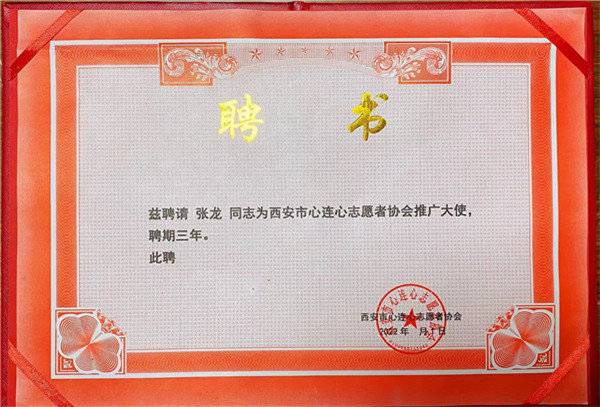 聘 书
兹聘请 张龙 同志为西安市心连心志愿者协会推广大使，
聘期三年。
此聘
西安市心连心志愿者协会
2022年 月 日